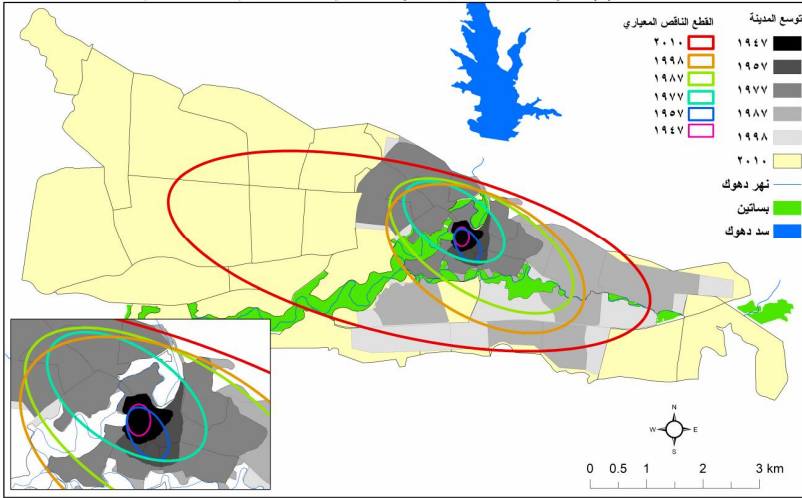 توسع المدينة
١٩٤٧
١٩٥٧
١٩٧٧
١٩٨٧
١٩٩٨
٢٠١٠
نهر دهوك
بساتين
سد دهوك
القطع الناقص المعياري
٢٠١٠
١٩٩٨
١٩٨٧
١٩٧٧
١٩٥٧
١٩٤٧
N
W E
S
0 0.5 1 2 3 km